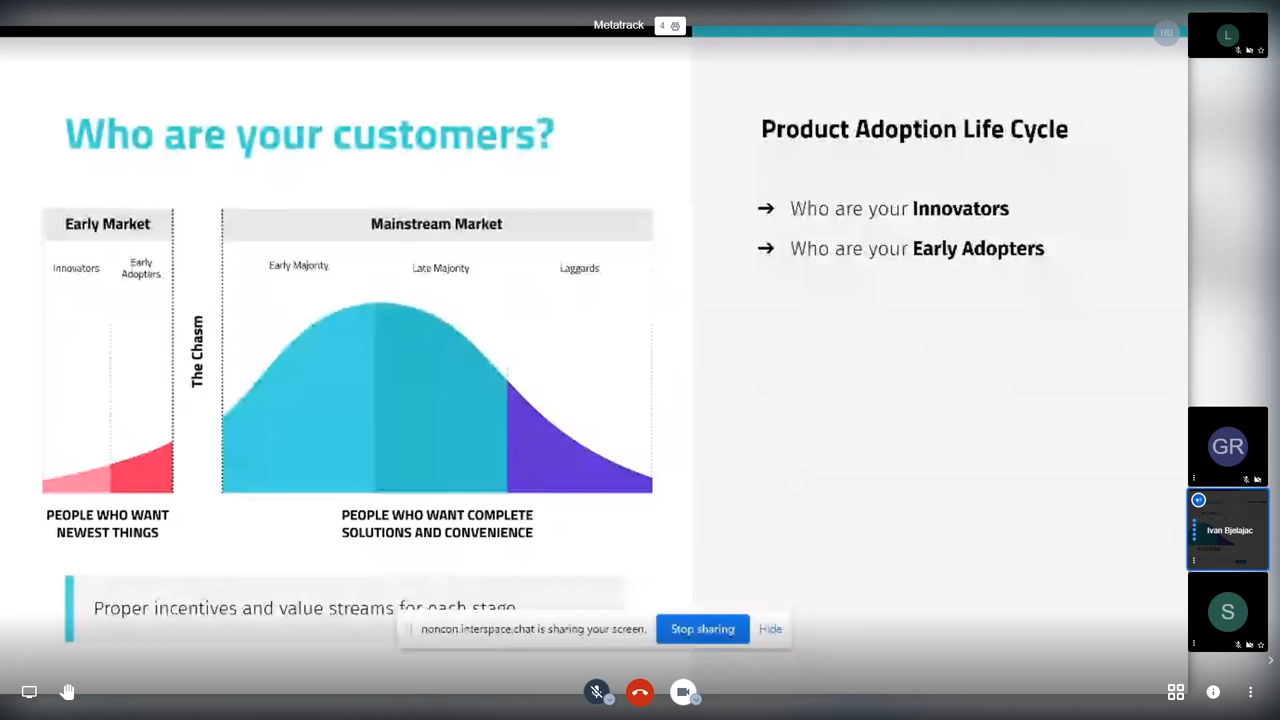 Metatrack
4
HD
L
Who are your customers?
Early Market
Mainstream Market
Innovators
Early
Adopters
Early Majority
Late Majority
Laggards
The Chasm
PEOPLE WHO WANT
NEWEST THINGS
PEOPLE WHO WANT COMPLETE
SOLUTIONS AND CONVENIENCE
Proper incentives and value streams for each stage
Product Adoption Life Cycle
➔ Who are your Innovators
➔ Who are your Early Adopters
noncon.interspace.chat is sharing your screen.
Stop sharing
Hide
GR
Ivan Bjelajac
S